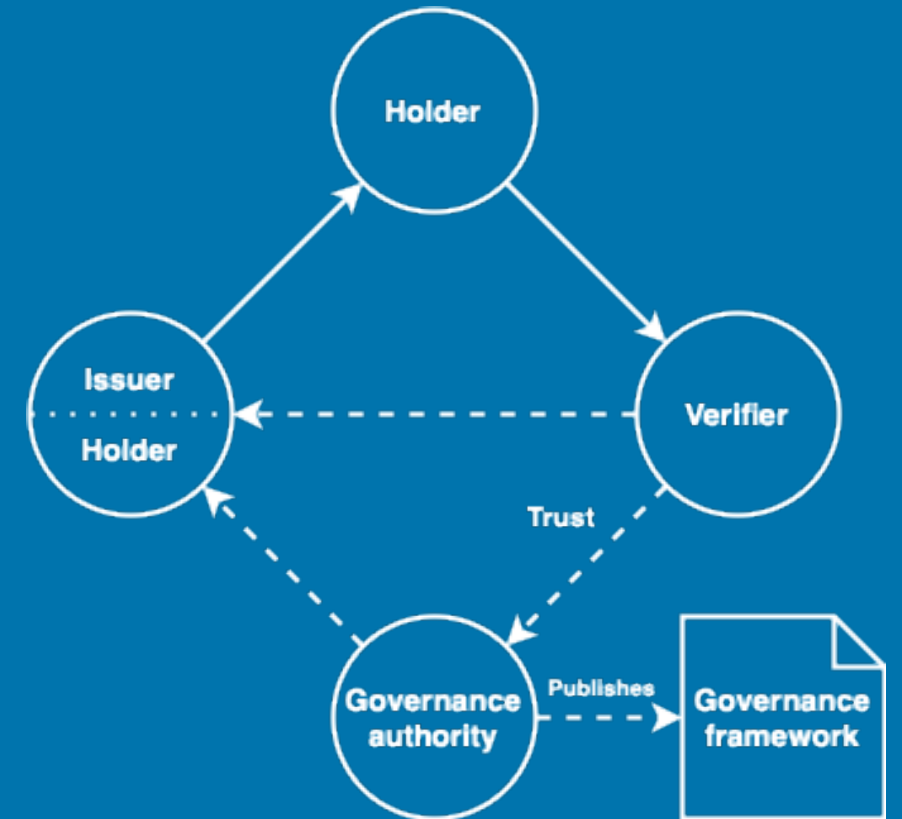 Holder
Issuer
Holder
Verifier
Trust
Governance
authority
Publishes
Governance
framework